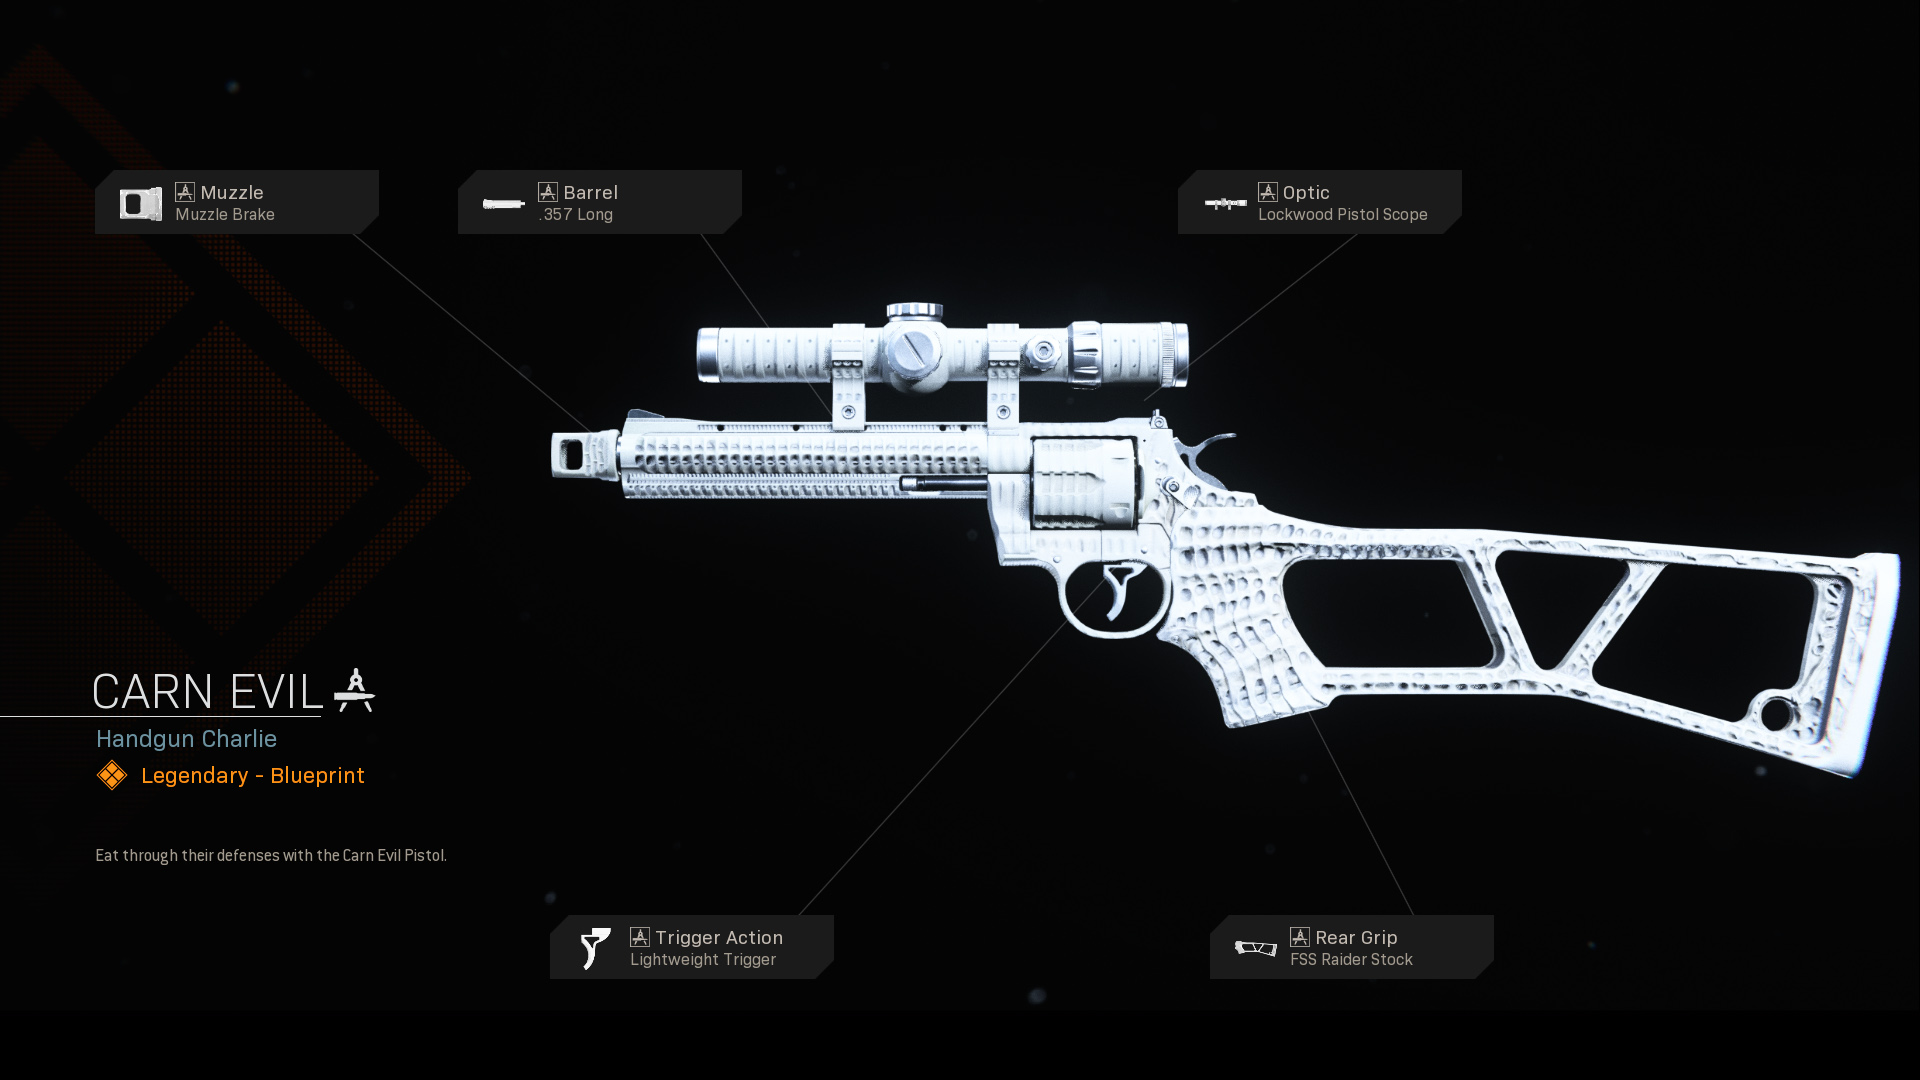 Muzzle
Muzzle Brake
Barrel
.357 Long
Optic
Lockwood Pistol Scope
CARN EVIL
Handgun Charlie
Legendary - Blueprint
Eat through their defenses with the Carn Evil Pistol.
Trigger Action
Lightweight Trigger
Rear Grip
FSS Raider Stock